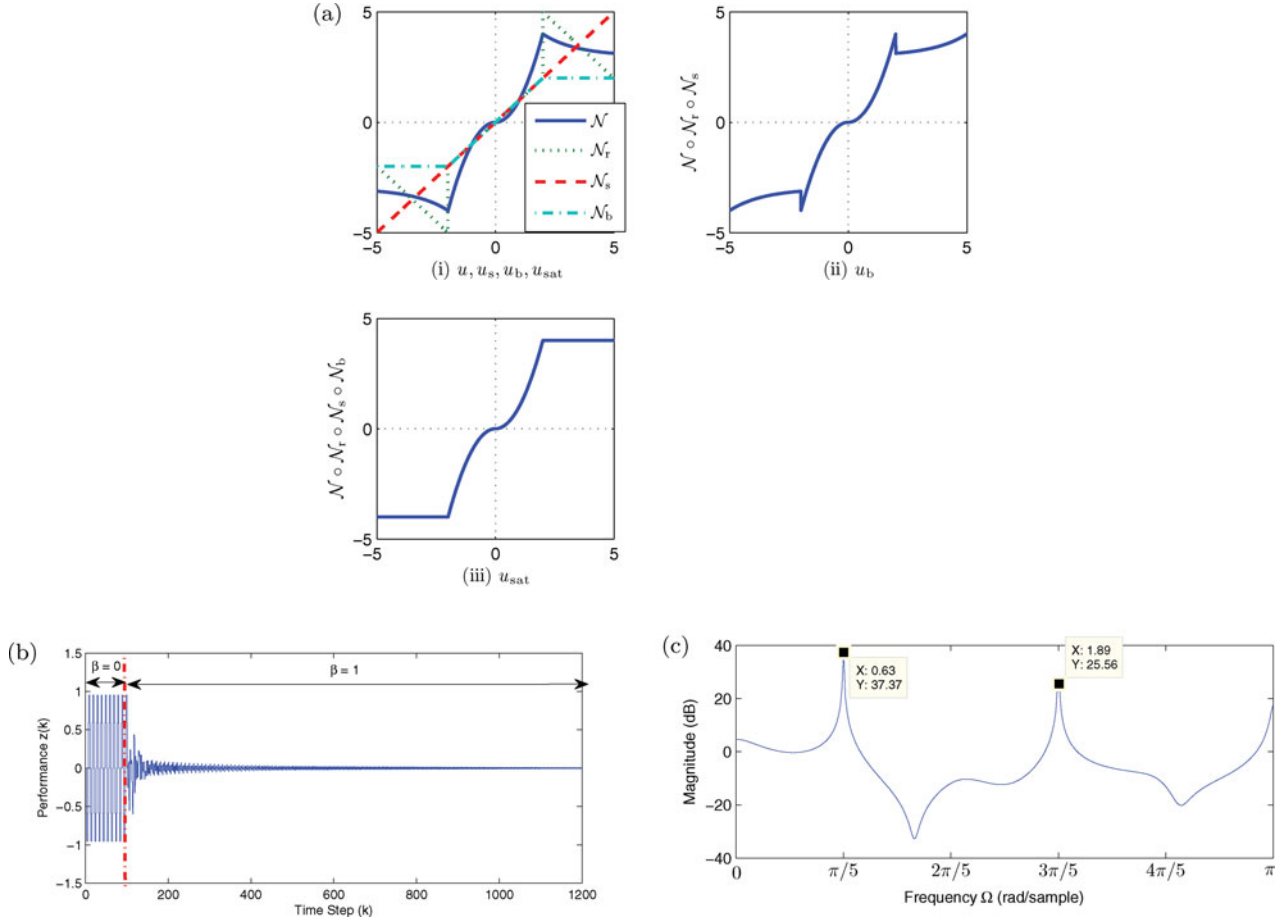 (a)
5
0
−5
−5
0
5
𝒩
𝒩r
𝒩s
𝒩b
(i) u, us, ub, usat
𝒩 ∘ 𝒩r ∘ 𝒩s
5
0
−5
−5
0
5
(ii) ub
𝒩 ∘ 𝒩r ∘ 𝒩s ∘ 𝒩b
5
0
−5
−5
0
5
(iii) usat
(b)
Performance z(k)
1.5
1
0.5
0
−0.5
−1
−1.5
β = 0
β = 1
0
200
400
600
800
1000
1200
Time Step (k)
(c)
Magnitude (dB)
40
20
0
−20
−40
X: 0.63
Y: 37.37
X: 1.89
Y: 25.56
0
π/5
2π/5
3π/5
4π/5
π
Frequency Ω (rad/sample)